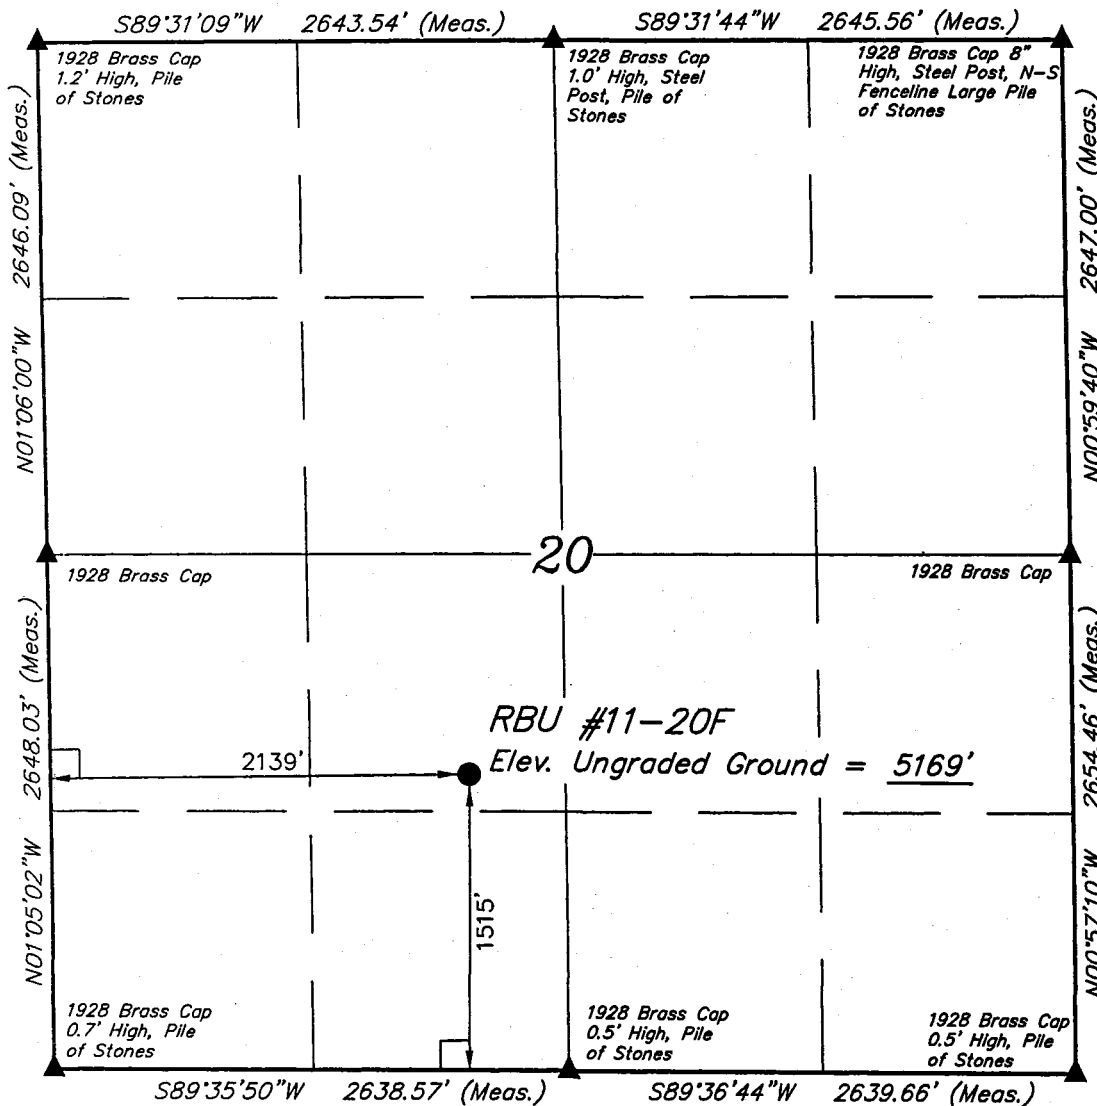 S89°31'09"W 2643.54' (Meas.)
S89°31'44"W 2645.56' (Meas.)
1928 Brass Cap
1.2' High, Pile
of Stones
1928 Brass Cap
1.0' High, Steel
Post, Pile of
Stones
1928 Brass Cap 8"
High, Steel Post, N-S
Fenceline Large Pile
of Stones
N01°06'00"W 2646.09' (Meas.)
N00°59'40"W 2647.00' (Meas.)
20
1928 Brass Cap
1928 Brass Cap
N01°05'02"W 2648.03' (Meas.)
N00°57'10"W 2654.46' (Meas.)
RBU #11-20F
Elev. Ungraded Ground = 5169'
2139'
1515'
1928 Brass Cap
0.7' High, Pile
of Stones
1928 Brass Cap
0.5' High, Pile
of Stones
1928 Brass Cap
0.5' High, Pile
of Stones
S89°35'50"W 2638.57' (Meas.)
S89°36'44"W 2639.66' (Meas.)